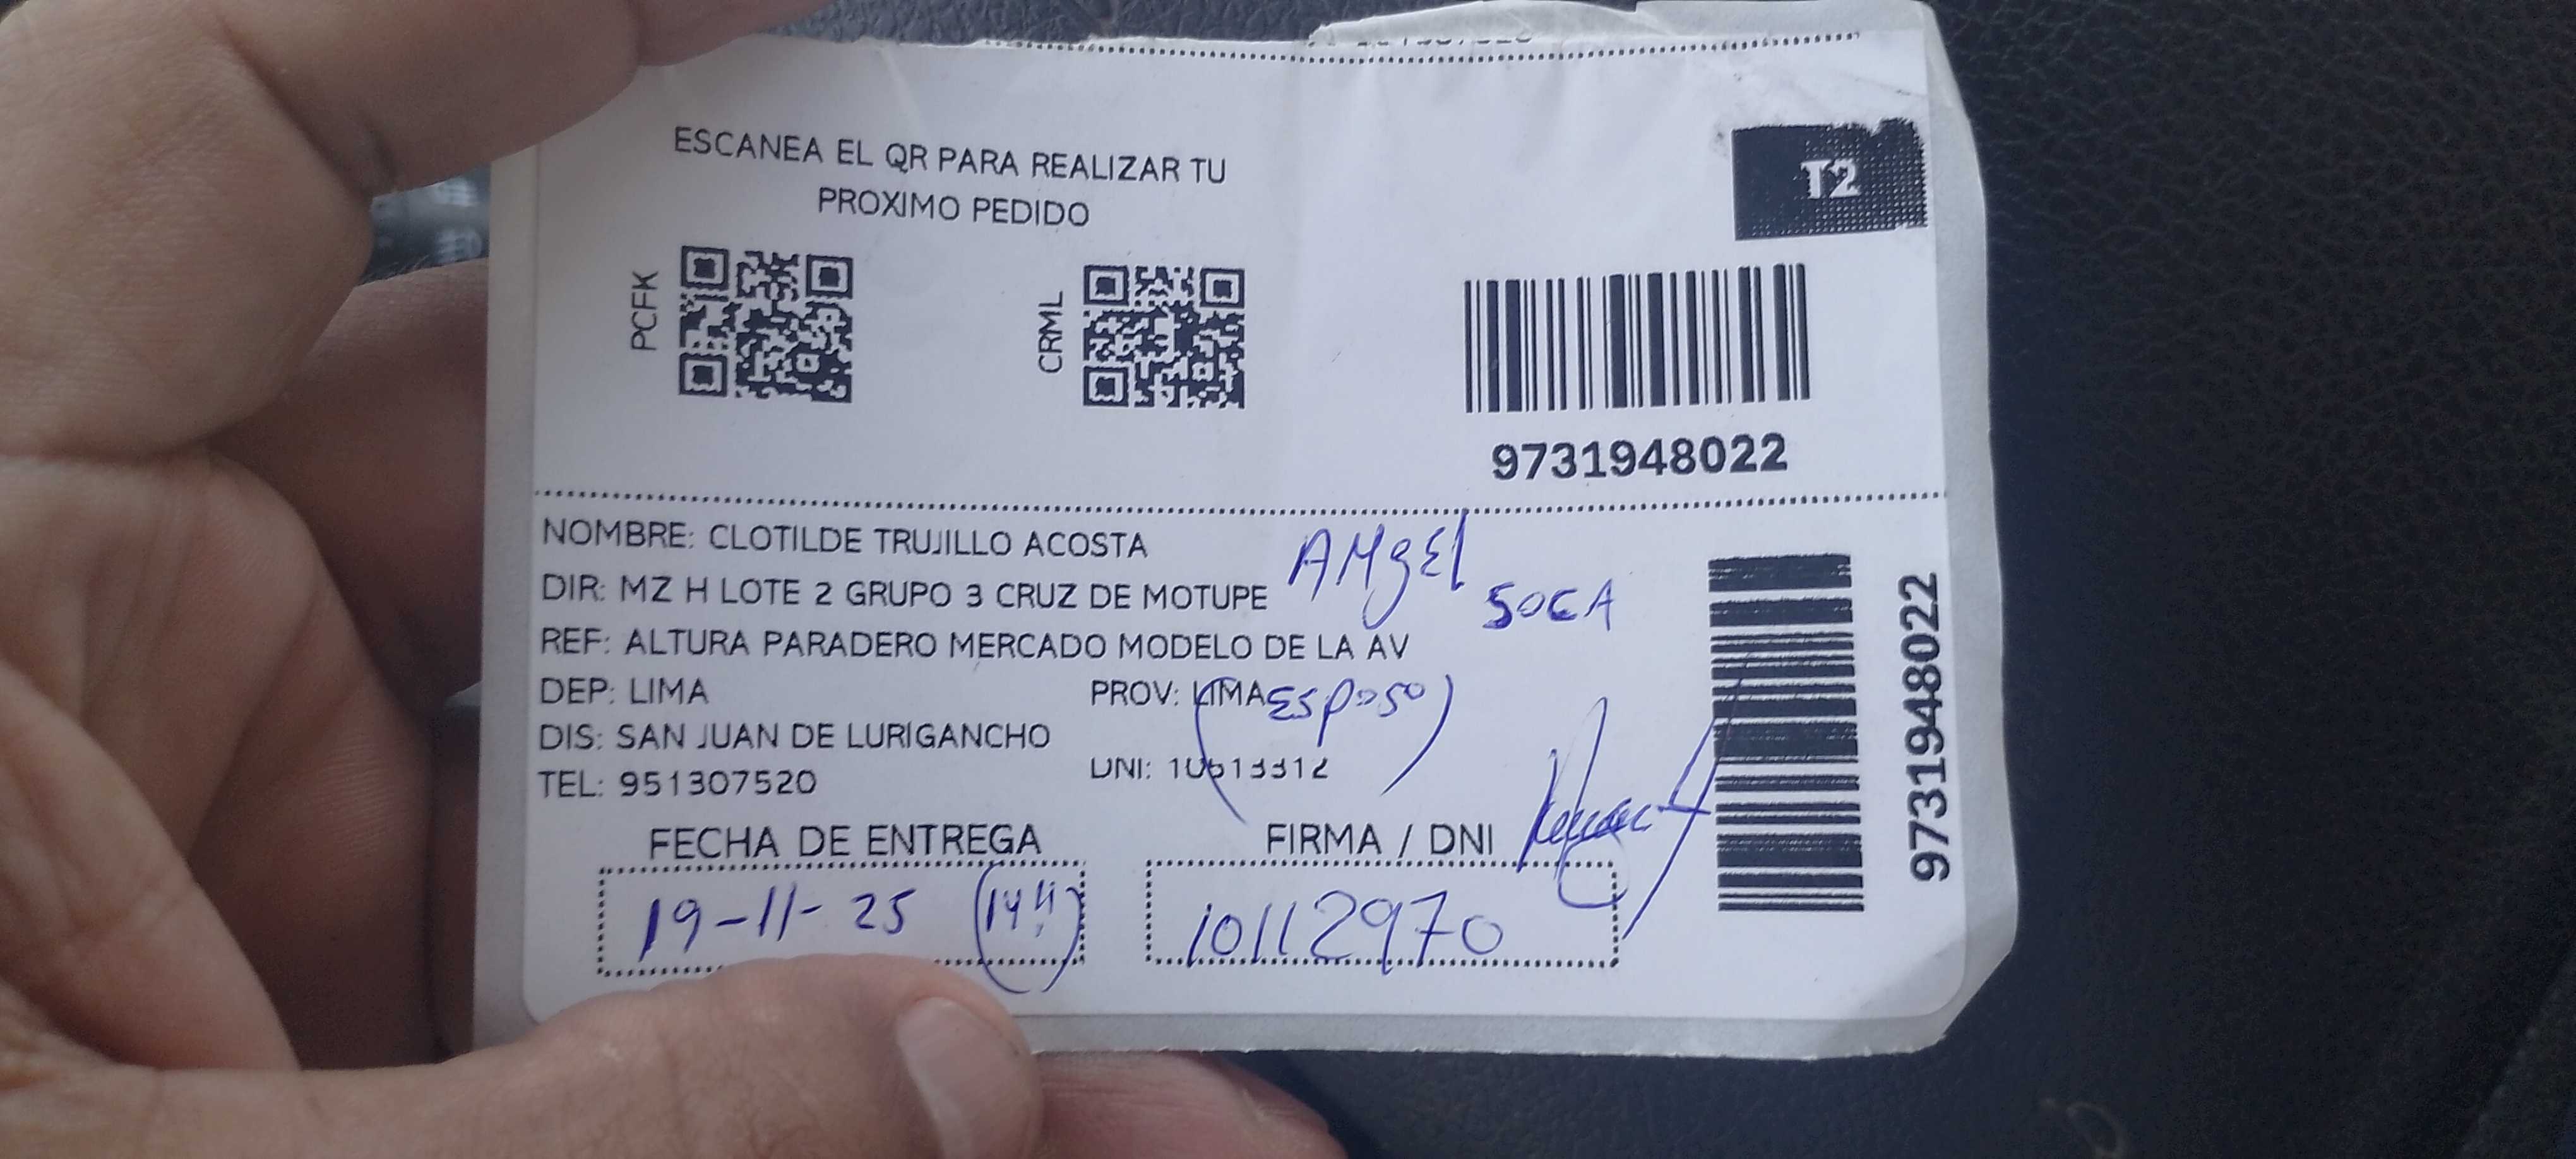 ESCANEA EL QR PARA REALIZAR TU
PROXIMO PEDIDO
T2
PCFK
CRML
9731948022
NOMBRE: CLOTILDE TRUJILLO ACOSTA
AMgEl
DIR: MZ H LOTE 2 GRUPO 3 CRUZ DE MOTUPE
SOCA
REF: ALTURA PARADERO MERCADO MODELO DE LA AV
DEP: LIMA PROV: LIMA
(Esposo)
DIS: SAN JUAN DE LURIGANCHO
DNI: 10613312
TEL: 951307520
9731948022
FECHA DE ENTREGA FIRMA / DNI
19-11-25
10112970